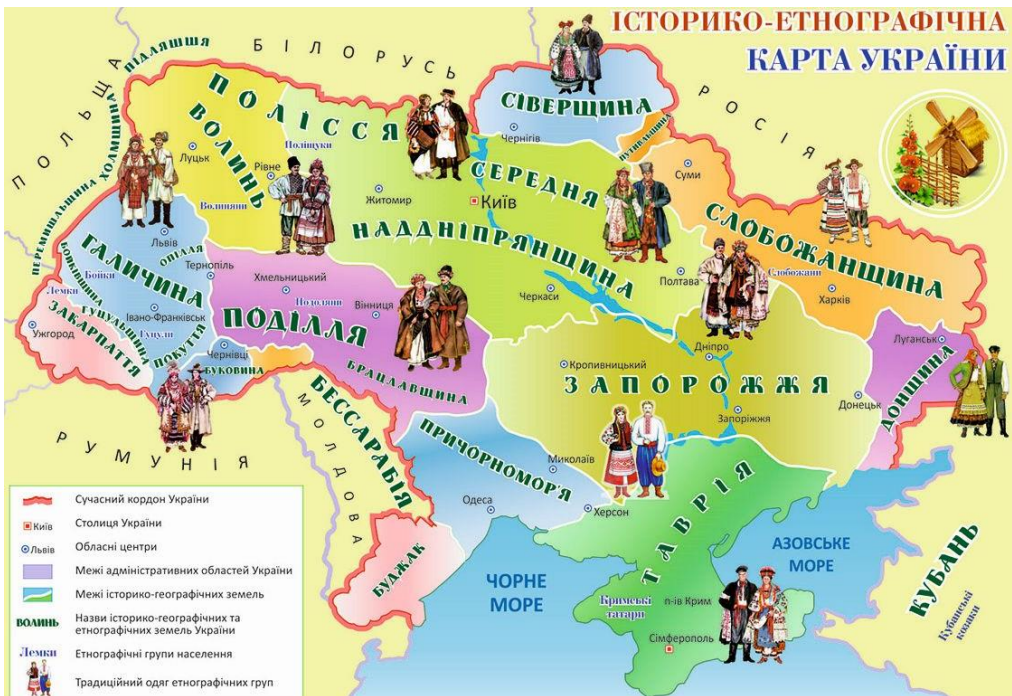 ІСТОРИКО-ЕТНОГРАФІЧНА
КАРТА УКРАЇНИ
ПОЛЬЩА
БІЛОРУСЬ
РОСІЯ
РУМУНІЯ
МОЛДОВА
ПІДЛЯШШЯ
ХОЛМЩИНА
ПЕРЕМИШЛЬЩИНА
ПОЛІССЯ
Поліщуки
ВОЛИНЬ
Волиняни
Луцьк
Рівне
Житомир
Київ
СІВЕРЩИНА
Чернігів
ПУТИВЛЬЩИНА
Суми
СЕРЕДНЯ
НАДДНІПРЯНЩИНА
Черкаси
Полтава
СЛОБОЖАНЩИНА
Слобожани
Харків
ГАЛИЧИНА
Львів
ОПІЛЛЯ
Тернопіль
БОЙКІВЩИНА
Бойки
Лемки
ГУЦУЛЬЩИНА
Гуцули
Івано-Франківськ
ПОКУТТЯ
ЗАКАРПАТТЯ
Ужгород
Чернівці
БУКОВИНА
ПОДІЛЛЯ
Хмельницький
Подоляни
Вінниця
БРАЦЛАВЩИНА
ЗАПОРОЖЖЯ
Кропивницький
Дніпро
Запоріжжя
Луганськ
Донецьк
ДОНЩИНА
БЕССАРАБІЯ
БУДЖАК
ПРИЧОРНОМОР'Я
Миколаїв
Одеса
Херсон
ТАВРІЯ
Кримські
татари
п-ів Крим
Сімферополь
ЧОРНЕ
МОРЕ
АЗОВСЬКЕ
МОРЕ
КУБАНЬ
Кубанські
козаки
Сучасний кордон України
Київ Столиця України
Львів Обласні центри
Межі адміністративних областей України
Межі історико-географічних земель
ВОЛИНЬ Назви історико-географічних та
етнографічних земель України
Лемки Етнографічні групи населення
Традиційний одяг етнографічних груп